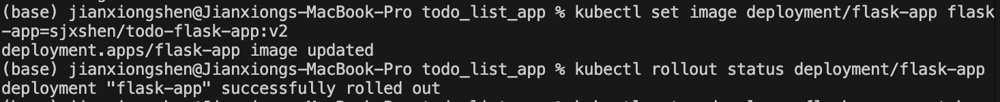 (base) jianxiongshen@Jianxiongs-MacBook-Pro todo_list_app % kubectl set image deployment/flask-app flask
-app=sjxshen/todo-flask-app:v2
deployment.apps/flask-app image updated
(base) jianxiongshen@Jianxiongs-MacBook-Pro todo_list_app % kubectl rollout status deployment/flask-app
deployment "flask-app" successfully rolled out